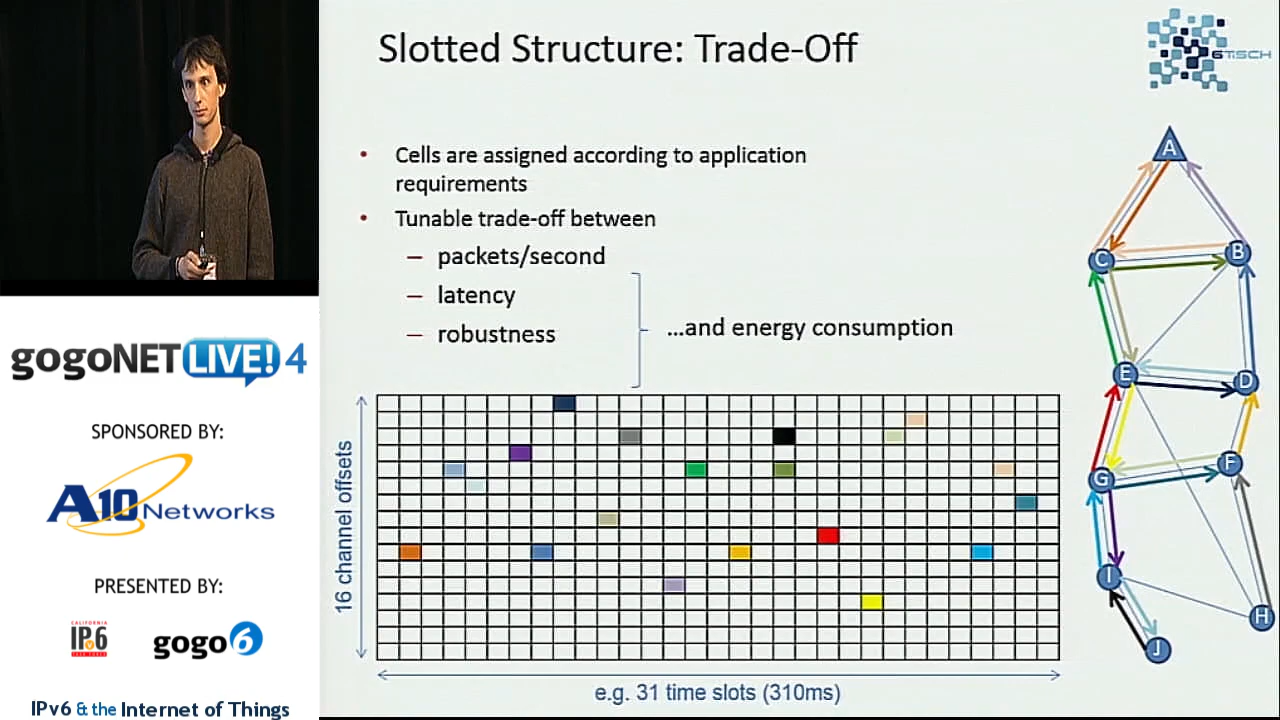 Slotted Structure: Trade-Off
6TiSCH
• Cells are assigned according to application
requirements
• Tunable trade-off between
– packets/second
– latency
– robustness
...and energy consumption
16 channel offsets
e.g. 31 time slots (310ms)
A
C
B
E
D
G
F
I
H
J
gogoNET LIVE! 4
SPONSORED BY:
A10 Networks
PRESENTED BY:
CALIFORNIA
IPv6
gogo6
IPv6 & the Internet of Things